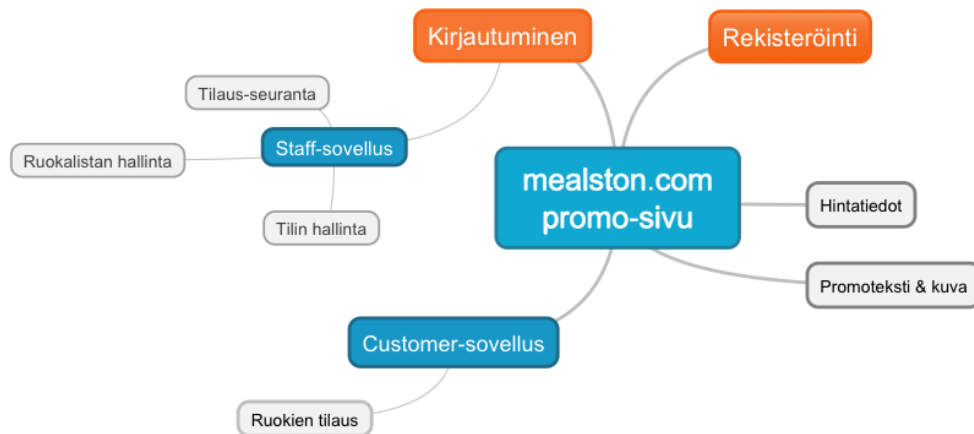 Kirjautuminen
Rekisteröinti
Tilaus-seuranta
Staff-sovellus
Ruokalistan hallinta
Tilin hallinta
mealston.com
promo-sivu
Hintatiedot
Promoteksti & kuva
Customer-sovellus
Ruokien tilaus